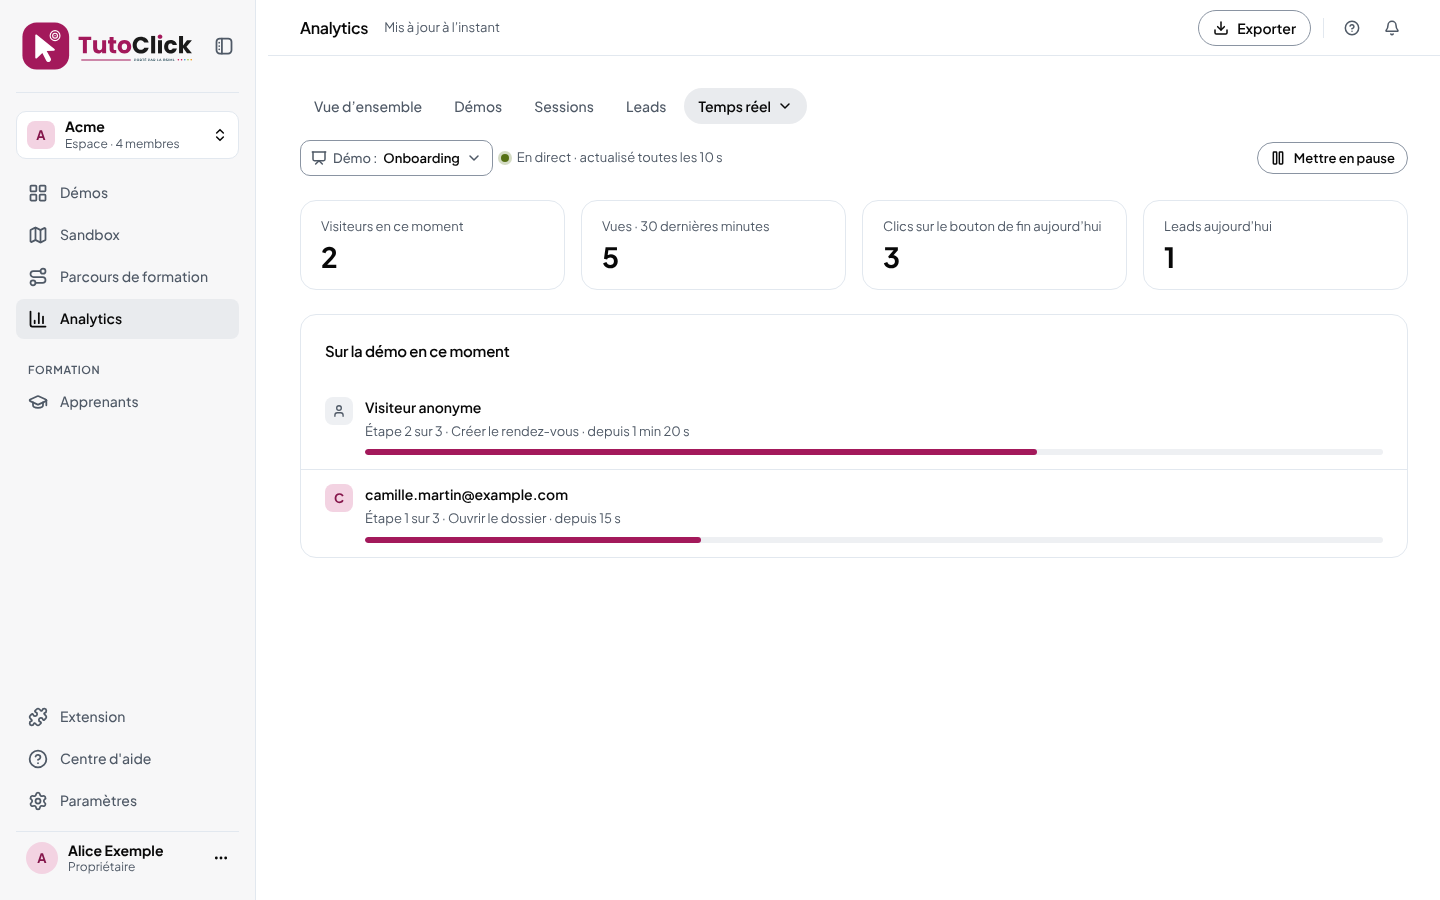 TutoClick
Acme
Espace · 4 membres
Démos
Sandbox
Parcours de formation
Analytics
FORMATION
Apprenants
Extension
Centre d'aide
Paramètres
A
Alice Exemple
Propriétaire
A
Analytics
Mis à jour à l'instant
Exporter
Vue d'ensemble
Démos
Sessions
Leads
Temps réel
Démo : Onboarding
En direct · actualisé toutes les 10 s
Mettre en pause
Visiteurs en ce moment
2
Vues · 30 dernières minutes
5
Clics sur le bouton de fin aujourd'hui
3
Leads aujourd'hui
1
Sur la démo en ce moment
Visiteur anonyme
Étape 2 sur 3 · Créer le rendez-vous · depuis 1 min 20 s
C
camille.martin@example.com
Étape 1 sur 3 · Ouvrir le dossier · depuis 15 s